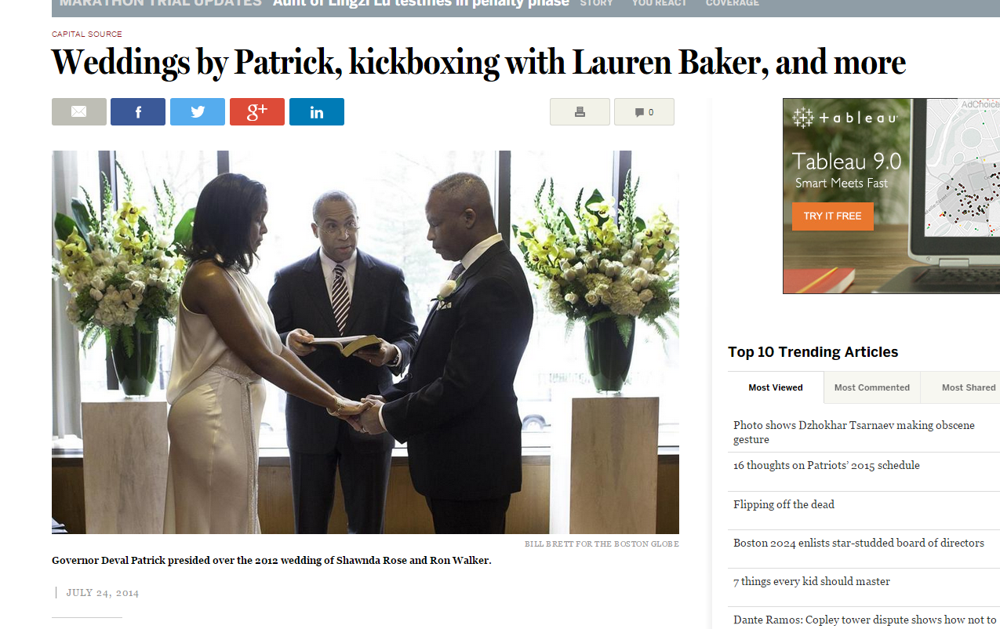 MARATHON TRIAL UPDATES Aunt of Lingzi Lu testifies in penalty phase STORY YOU REACT COVERAGE
CAPITAL SOURCE
Weddings by Patrick, kickboxing with Lauren Baker, and more
f g+ in 0
AdChoice
+ableau
Tableau 9.0
Smart Meets Fast
TRY IT FREE
BILL BRETT FOR THE BOSTON GLOBE
Governor Deval Patrick presided over the 2012 wedding of Shawnda Rose and Ron Walker.
JULY 24, 2014
Top 10 Trending Articles
Most Viewed Most Commented Most Shared
Photo shows Dzhokhar Tsarnaev making obscene
gesture
16 thoughts on Patriots’ 2015 schedule
Flipping off the dead
Boston 2024 enlists star-studded board of directors
7 things every kid should master
Dante Ramos: Copley tower dispute shows how not to